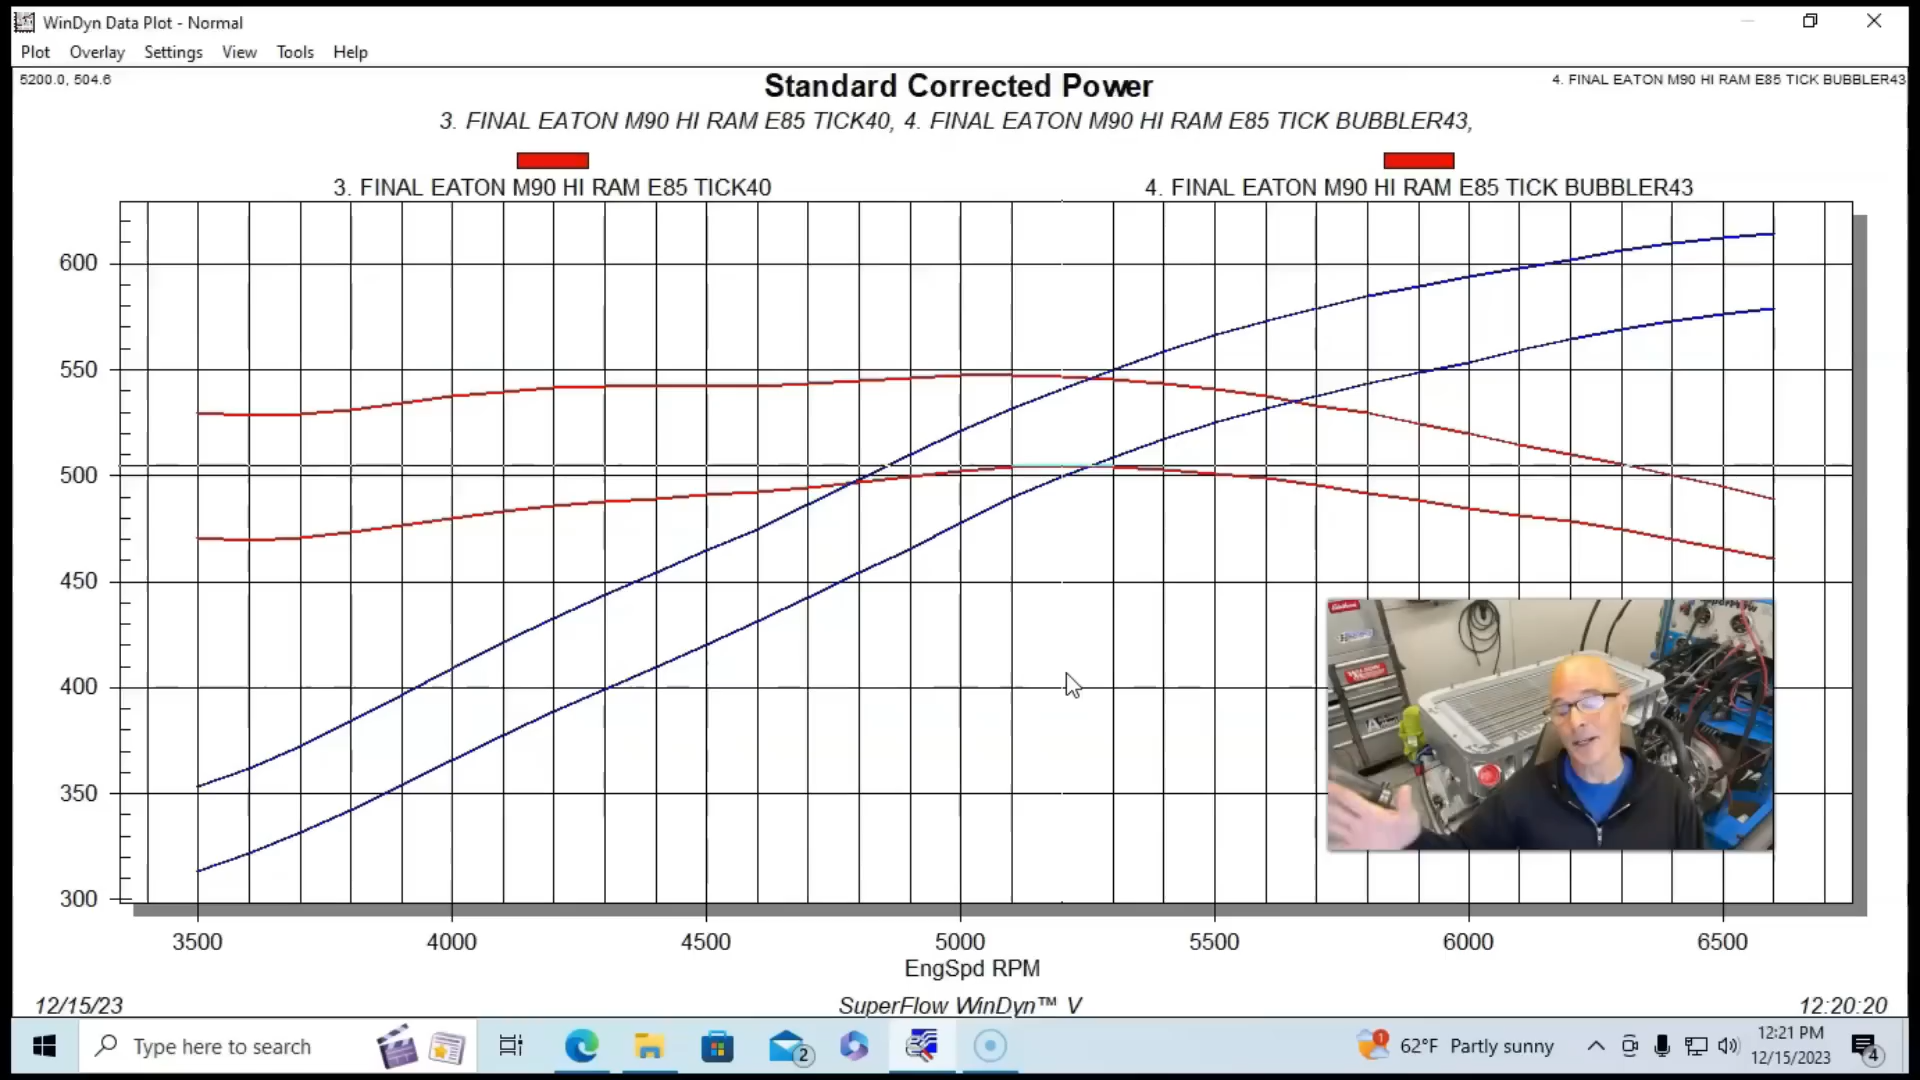 WinDyn Data Plot - Normal
Plot Overlay Settings View Tools Help
5200.0, 504.6
Standard Corrected Power
4. FINAL EATON M90 HI RAM E85 TICK BUBBLER43
3. FINAL EATON M90 HI RAM E85 TICK40, 4. FINAL EATON M90 HI RAM E85 TICK BUBBLER43,
3. FINAL EATON M90 HI RAM E85 TICK40
4. FINAL EATON M90 HI RAM E85 TICK BUBBLER43
600
550
500
450
400
350
300
3500 4000 4500 5000 5500 6000 6500
EngSpd RPM
12/15/23
SuperFlow WinDyn™ V
12:20:20
Type here to search
2
1
62°F Partly sunny
12:21 PM
12/15/2023
4